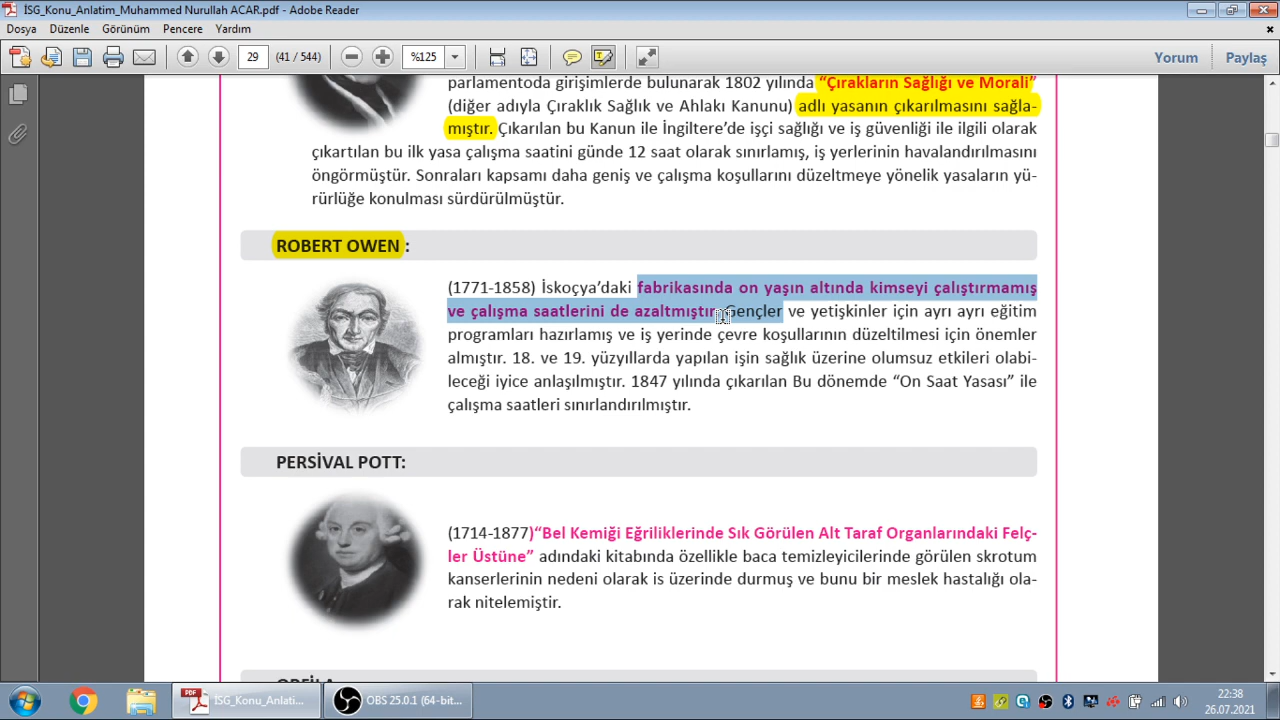 İSG_Konu_Anlatim_Muhammed Nurullah ACAR.pdf - Adobe Reader
Dosya Düzenle Görünüm Pencere Yardım
29 (41 / 544) %125 Yorum Paylaş
parlamentoda girişimlerde bulunarak 1802 yılında “Çırakların Sağlığı ve Morali”
(diğer adıyla Çıraklık Sağlık ve Ahlakı Kanunu) adlı yasanın çıkarılmasını sağla-
mıştır. Çıkarılan bu Kanun ile İngiltere’de işçi sağlığı ve iş güvenliği ile ilgili olarak
çıkartılan bu ilk yasa çalışma saatini günde 12 saat olarak sınırlamış, iş yerlerinin havalandırılmasını
öngörmüştür. Sonraları kapsamı daha geniş ve çalışma koşullarını düzeltmeye yönelik yasaların yü-
rürlüğe konulması sürdürülmüştür.
ROBERT OWEN :
(1771-1858) İskoçya’daki fabrikasında on yaşın altında kimseyi çalıştırmamış
ve çalışma saatlerini de azaltmıştır. Gençler ve yetişkinler için ayrı ayrı eğitim
programları hazırlamış ve iş yerinde çevre koşullarının düzeltilmesi için önemler
almıştır. 18. ve 19. yüzyıllarda yapılan işin sağlık üzerine olumsuz etkileri olabi-
leceği iyice anlaşılmıştır. 1847 yılında çıkarılan Bu dönemde “On Saat Yasası” ile
çalışma saatleri sınırlandırılmıştır.
PERSİVAL POTT:
(1714-1877)“Bel Kemiği Eğriliklerinde Sık Görülen Alt Taraf Organlarındaki Felç-
ler Üstüne” adındaki kitabında özellikle baca temizleyicilerinde görülen skrotum
kanserlerinin nedeni olarak is üzerinde durmuş ve bunu bir meslek hastalığı ola-
rak nitelemiştir.
İSG_Konu_Anlati... OBS 25.0.1 (64-bit... 22:38
26.07.2021